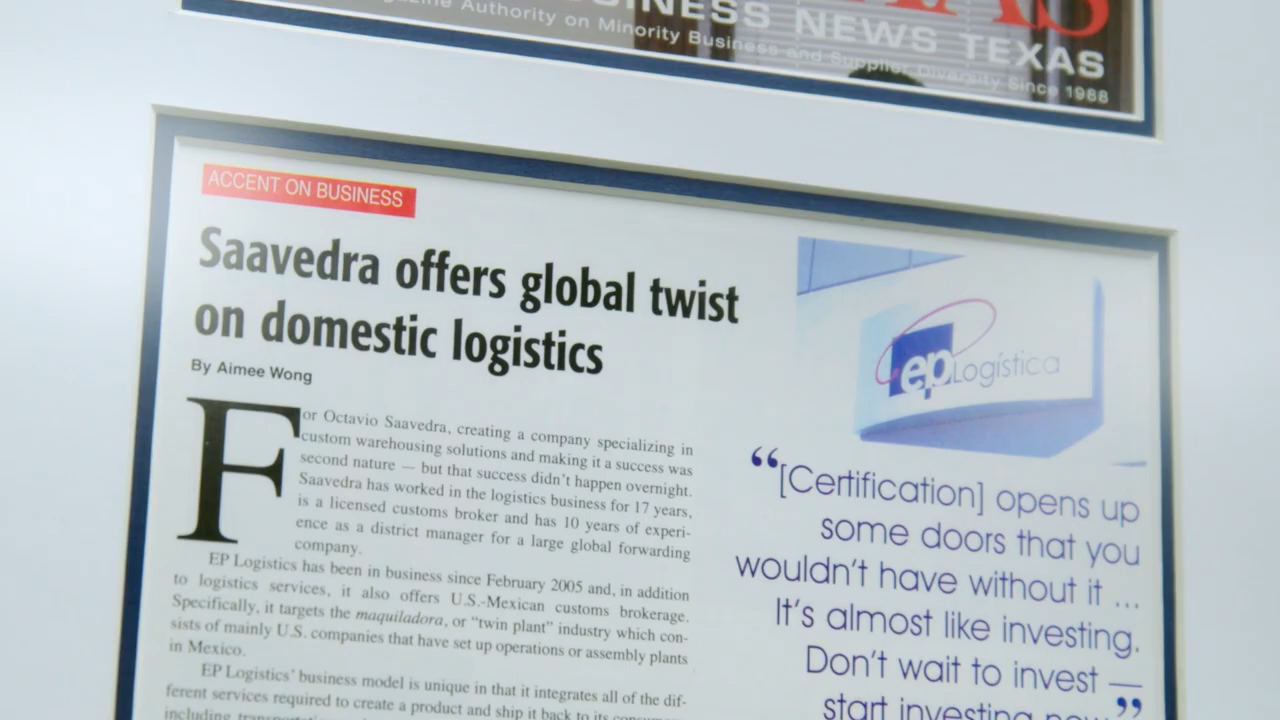 BUSINESS NEWS TEXAS
Magazine Authority on Minority Business and Supplier Diversity Since 1988
ACCENT ON BUSINESS
Saavedra offers global twist
on domestic logistics
By Aimee Wong
For Octavio Saavedra, creating a company specializing in
custom warehousing solutions and making it a success was
second nature — but that success didn't happen overnight.
Saavedra has worked in the logistics business for 17 years,
is a licensed customs broker and has 10 years of experi-
ence as a district manager for a large global forwarding
company.
EP Logistics has been in business since February 2005 and, in addition
to logistics services, it also offers U.S.-Mexican customs brokerage.
Specifically, it targets the maquiladora, or “twin plant” industry which con-
sists of mainly U.S. companies that have set up operations or assembly plants
in Mexico.
EP Logistics' business model is unique in that it integrates all of the dif-
ferent services required to create a product and ship it back to its
including
ep Logística
“[Certification] opens up
some doors that you
wouldn't have without it ...
It's almost like investing.
Don't wait to invest —
start investing now.”